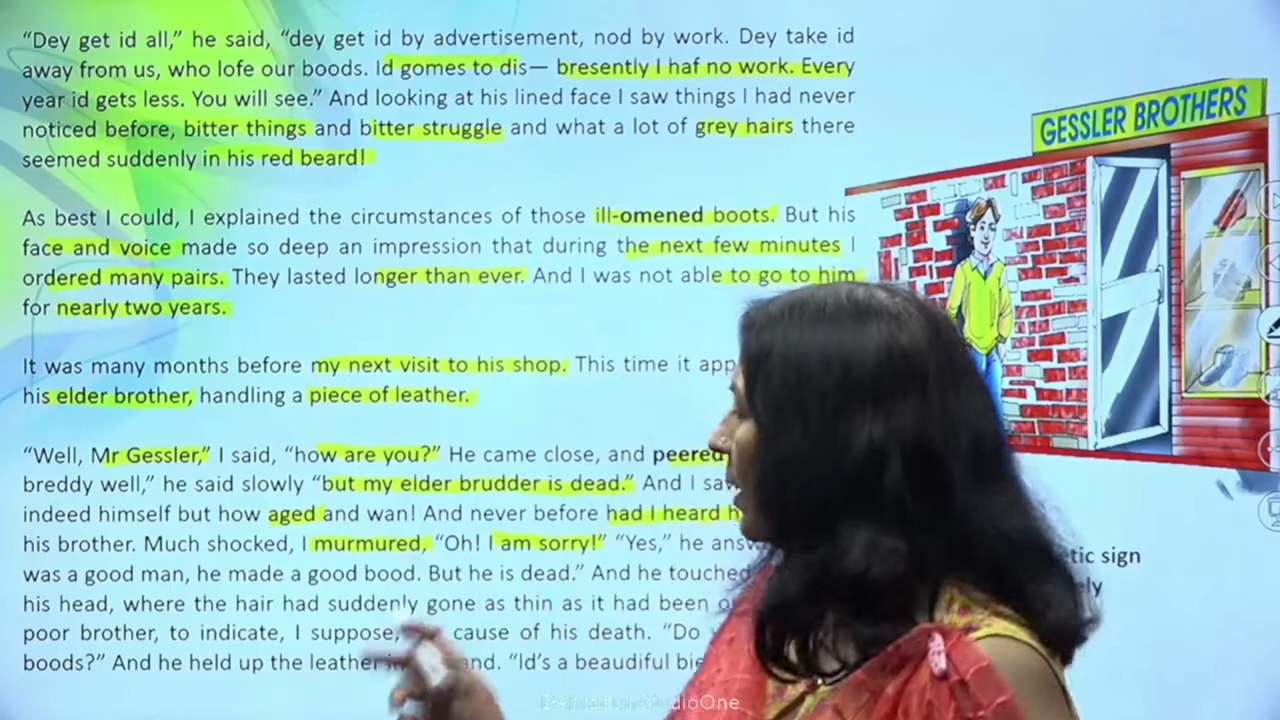 “Dey get id all,” he said, “dey get id by advertisement, nod by work. Dey take id
away from us, who lofe our boods. Id gomes to dis— bresently I haf no work. Every
year id gets less. You will see.” And looking at his lined face I saw things I had never
noticed before, bitter things and bitter struggle and what a lot of grey hairs there
seemed suddenly in his red beard!
GESSLER BROTHERS
As best I could, I explained the circumstances of those ill-omened boots. But his
face and voice made so deep an impression that during the next few minutes I
ordered many pairs. They lasted longer than ever. And I was not able to go to him
for nearly two years.
It was many months before my next visit to his shop. This time it app
his elder brother, handling a piece of leather.
“Well, Mr Gessler,” I said, “how are you?” He came close, and peered
breddy well,” he said slowly “but my elder brudder is dead.” And I saw
indeed himself but how aged and wan! And never before had I heard h
his brother. Much shocked, I murmured, “Oh! I am sorry!” “Yes,” he answ
was a good man, he made a good bood. But he is dead.” And he touched
his head, where the hair had suddenly gone as thin as it had been o
poor brother, to indicate, I suppose, cause of his death. “Do
boods?” And he held up the leather and. “Id’s a beaudiful bie
etic sign
ely